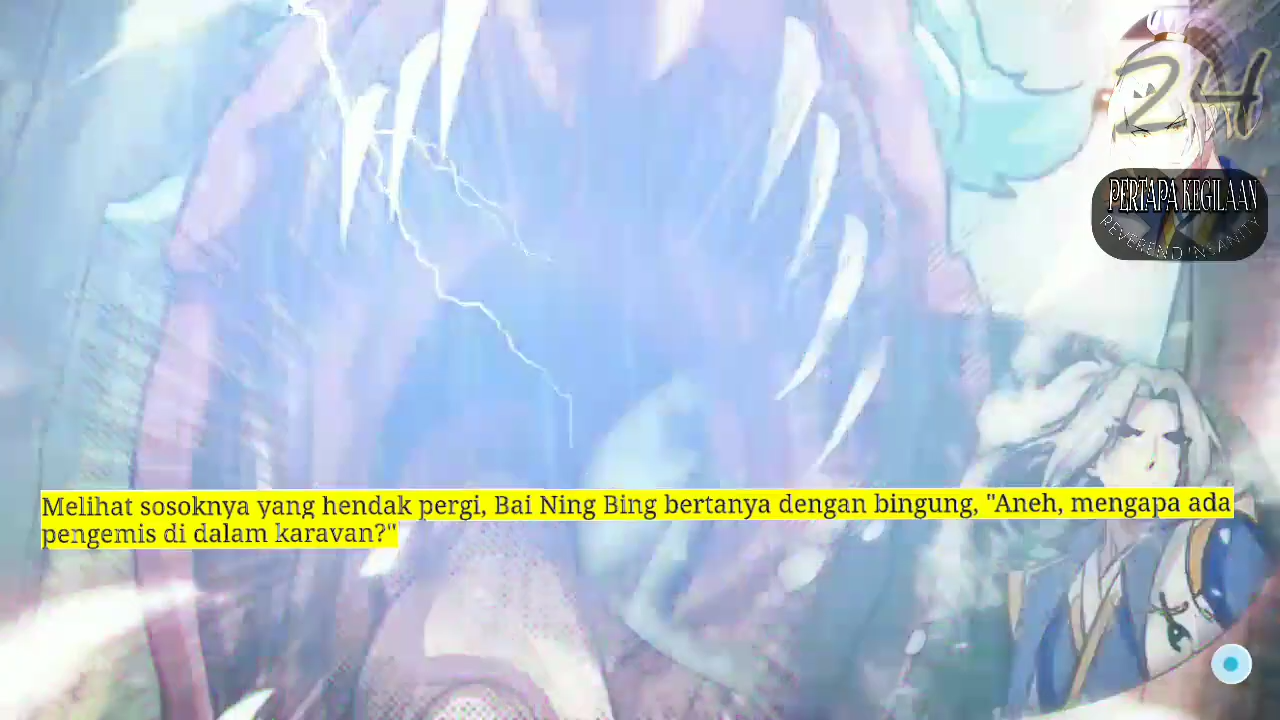 24
PERTAPA KEGILAAN
REVEREND INSANITY
Melihat sosoknya yang hendak pergi, Bai Ning Bing bertanya dengan bingung, "Aneh, mengapa ada
pengemis di dalam karavan?"